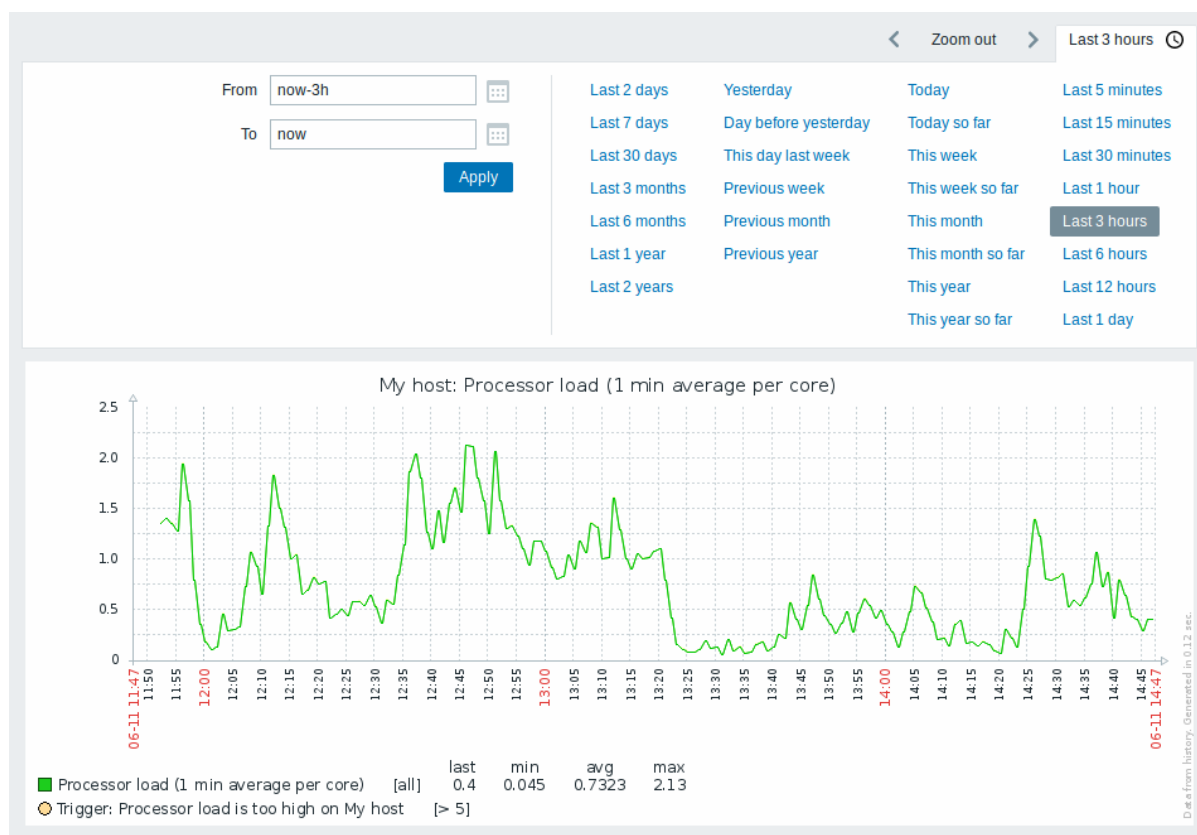 Zoom out Last 3 hours
From now-3h
To now
Apply
Last 2 days Yesterday Today Last 5 minutes
Last 7 days Day before yesterday Today so far Last 15 minutes
Last 30 days This day last week This week Last 30 minutes
Last 3 months Previous week This week so far Last 1 hour
Last 6 months Previous month This month Last 3 hours
Last 1 year Previous year This month so far Last 6 hours
Last 2 years This year Last 12 hours
This year so far Last 1 day
My host: Processor load (1 min average per core)
2.5
2.0
1.5
1.0
0.5
0
06-11 11:47 11:50 11:55 12:00 12:05 12:10 12:15 12:20 12:25 12:30 12:35 12:40 12:45 12:50 12:55 13:00 13:05 13:10 13:15 13:20 13:25 13:30 13:35 13:40 13:45 13:50 13:55 14:00 14:05 14:10 14:15 14:20 14:25 14:30 14:35 14:40 14:45 06-11 14:47
last min avg max
Processor load (1 min average per core) [all] 0.4 0.045 0.7323 2.13
Trigger: Processor load is too high on My host [> 5]
Data from history. Generated in 0.12 sec.